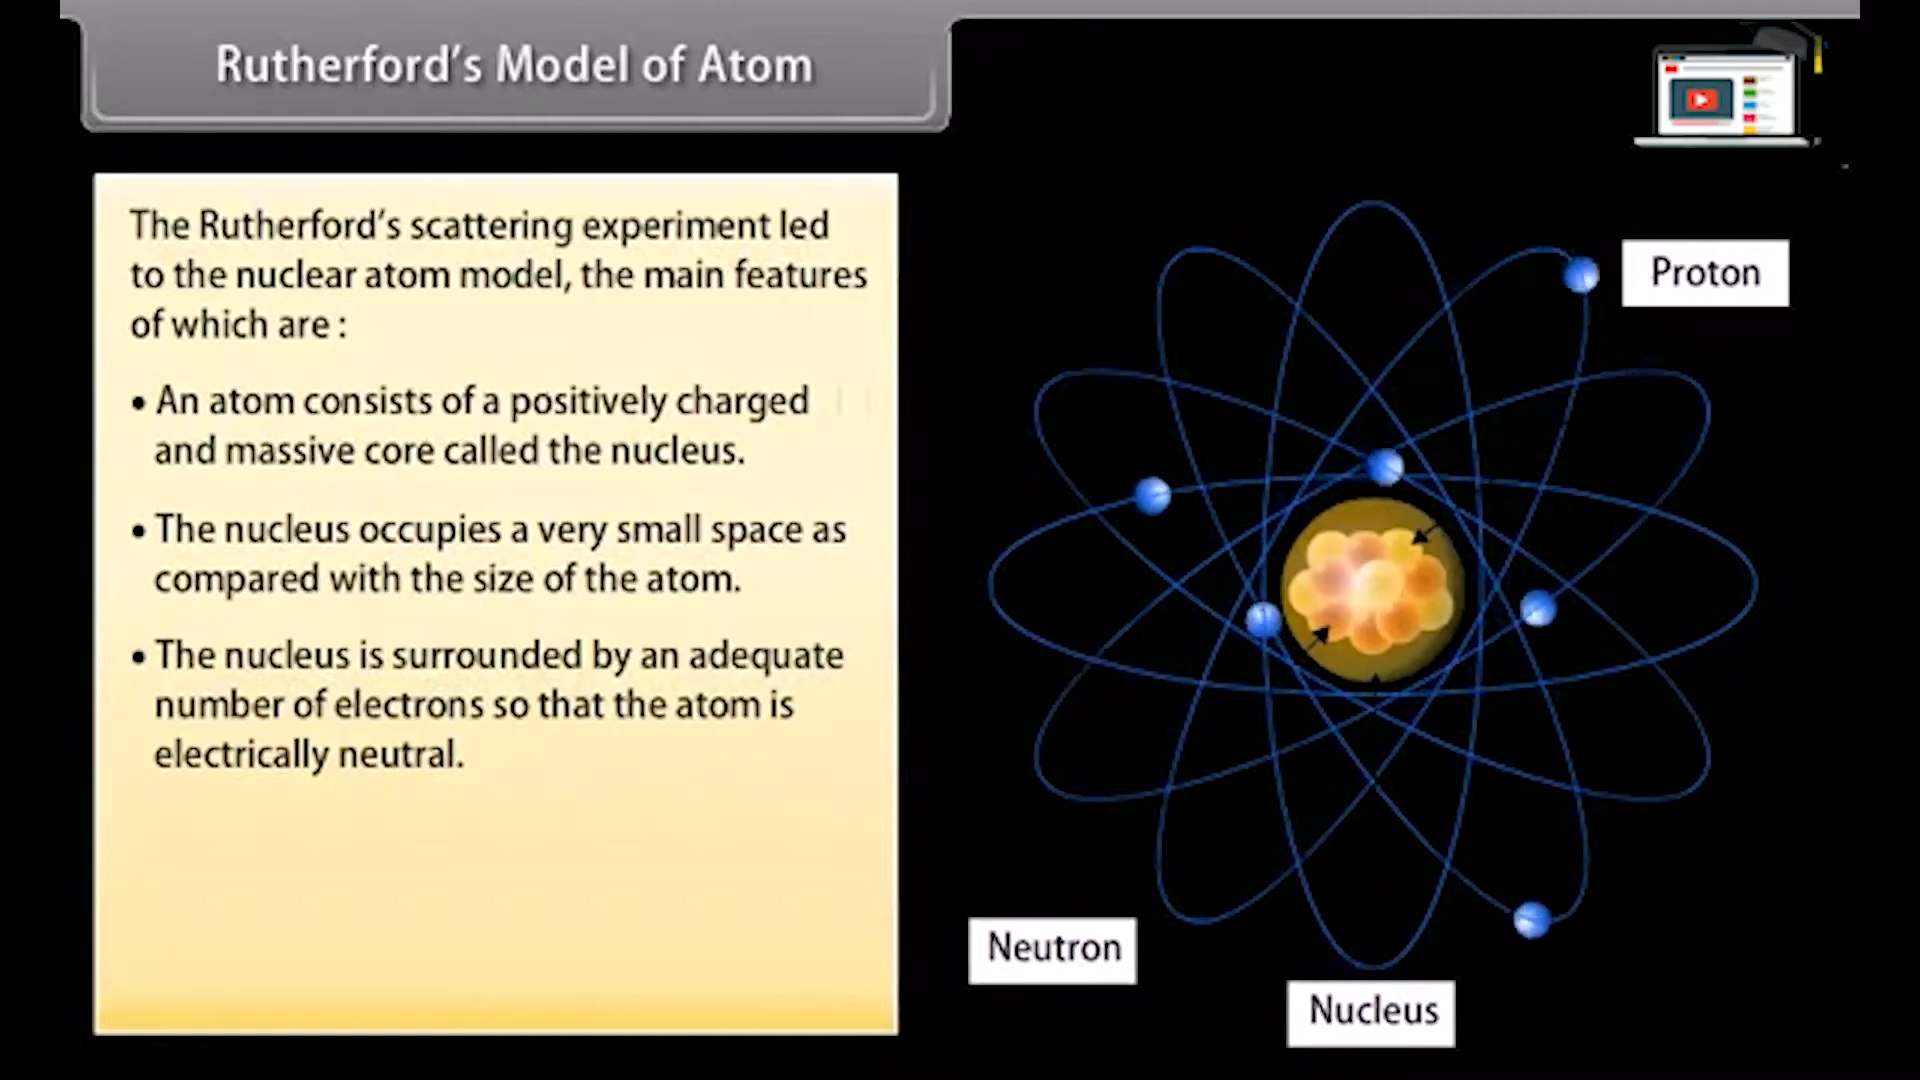 Rutherford's Model of Atom
The Rutherford's scattering experiment led
to the nuclear atom model, the main features
of which are :
• An atom consists of a positively charged
and massive core called the nucleus.
• The nucleus occupies a very small space as
compared with the size of the atom.
• The nucleus is surrounded by an adequate
number of electrons so that the atom is
electrically neutral.
Proton
Neutron
Nucleus